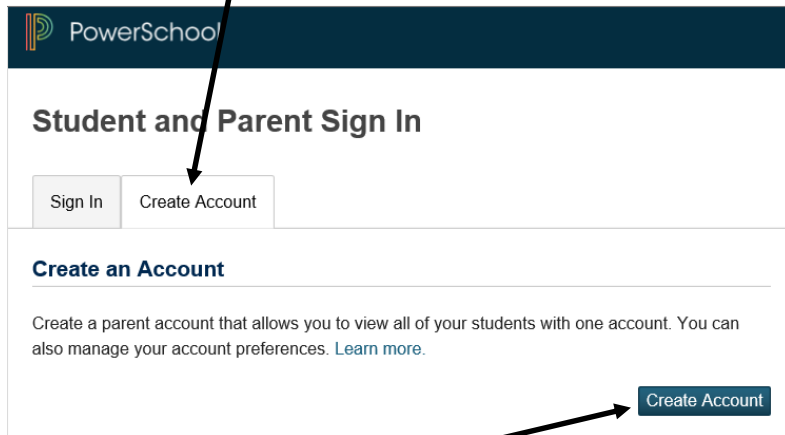 PowerSchool
Student and Parent Sign In
Sign In
Create Account
Create an Account
Create a parent account that allows you to view all of your students with one account. You can
also manage your account preferences. Learn more.
Create Account